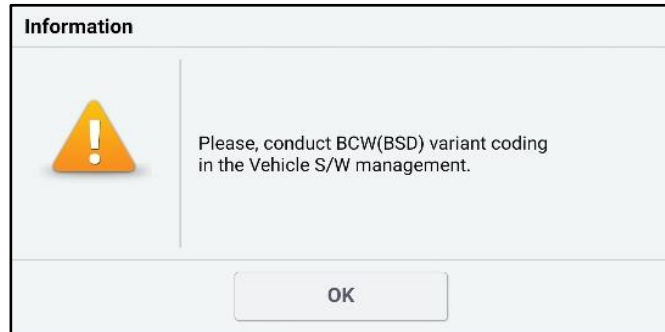 Information
Please, conduct BCW(BSD) variant coding
in the Vehicle S/W management.
OK